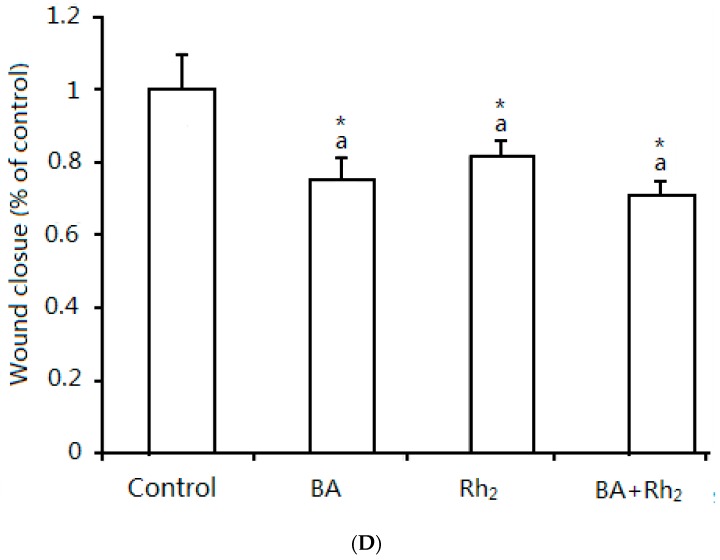 Wound closue (% of control)
1.2
1
0.8
0.6
0.4
0.2
0
*
a
*
a
*
a
Control BA Rh₂ BA+Rh₂
(D)